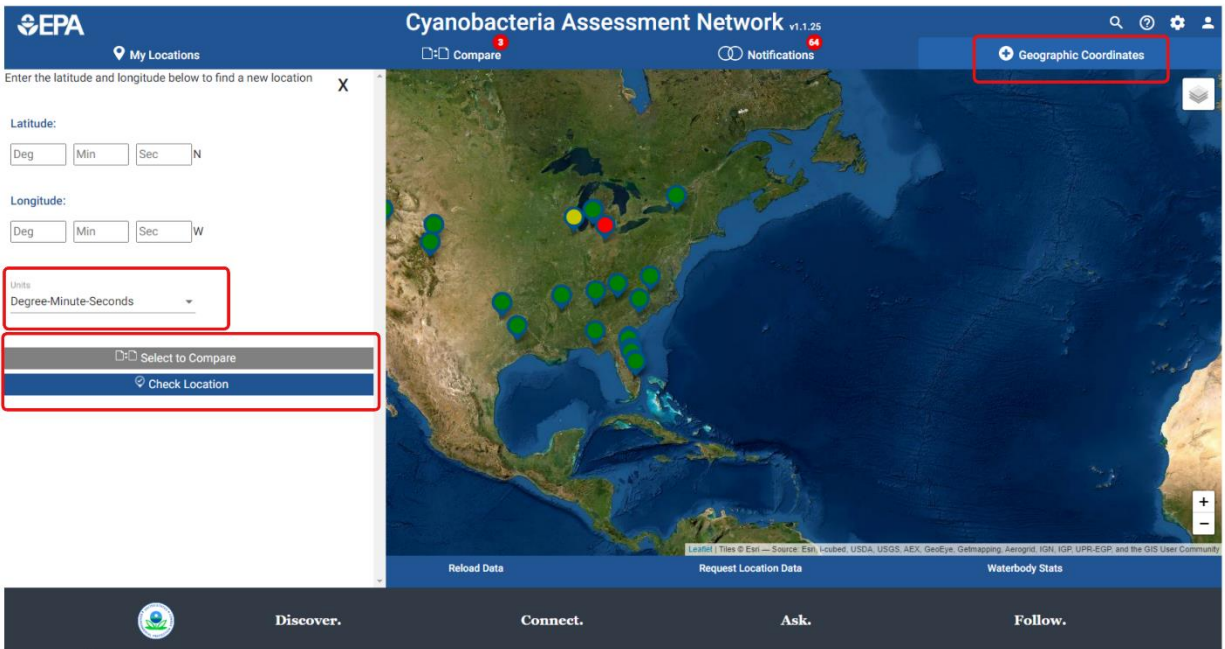 EPA
Cyanobacteria Assessment Network v1.1.25
My Locations
Compare
3
Notifications
64
Geographic Coordinates
Enter the latitude and longitude below to find a new location
X
Latitude:
Deg Min Sec N
Longitude:
Deg Min Sec W
Units
Degree-Minute-Seconds
Select to Compare
Check Location
+
−
Leaflet | Tiles © Esri — Source: Esri, i-cubed, USDA, USGS, AEX, GeoEye, Getmapping, Aerogrid, IGN, IGP, UPR-EGP, and the GIS User Community
Reload Data
Request Location Data
Waterbody Stats
Discover.
Connect.
Ask.
Follow.